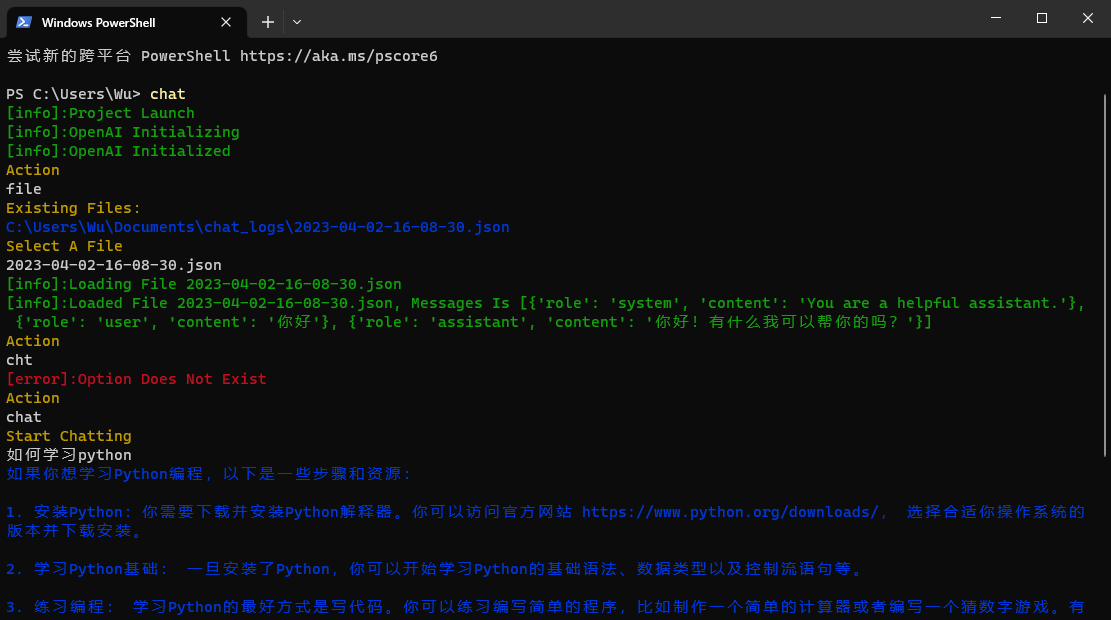 Windows PowerShell
尝试新的跨平台 PowerShell https://aka.ms/pscore6
PS C:\Users\Wu> chat
[info]:Project Launch
[info]:OpenAI Initializing
[info]:OpenAI Initialized
Action
file
Existing Files:
C:\Users\Wu\Documents\chat_logs\2023-04-02-16-08-30.json
Select A File
2023-04-02-16-08-30.json
[info]:Loading File 2023-04-02-16-08-30.json
[info]:Loaded File 2023-04-02-16-08-30.json, Messages Is [{'role': 'system', 'content': 'You are a helpful assistant.'},
{'role': 'user', 'content': '你好'}, {'role': 'assistant', 'content': '你好！有什么我可以帮你的吗？'}]
Action
cht
[error]:Option Does Not Exist
Action
chat
Start Chatting
如何学习python
如果你想学习Python编程，以下是一些步骤和资源：
1. 安装Python：你需要下载并安装Python解释器。你可以访问官方网站 https://www.python.org/downloads/， 选择合适你操作系统的
版本并下载安装。
2. 学习Python基础： 一旦安装了Python，你可以开始学习Python的基础语法、数据类型以及控制流语句等。
3. 练习编程： 学习Python的最好方式是写代码。你可以练习编写简单的程序，比如制作一个简单的计算器或者编写一个猜数字游戏。有